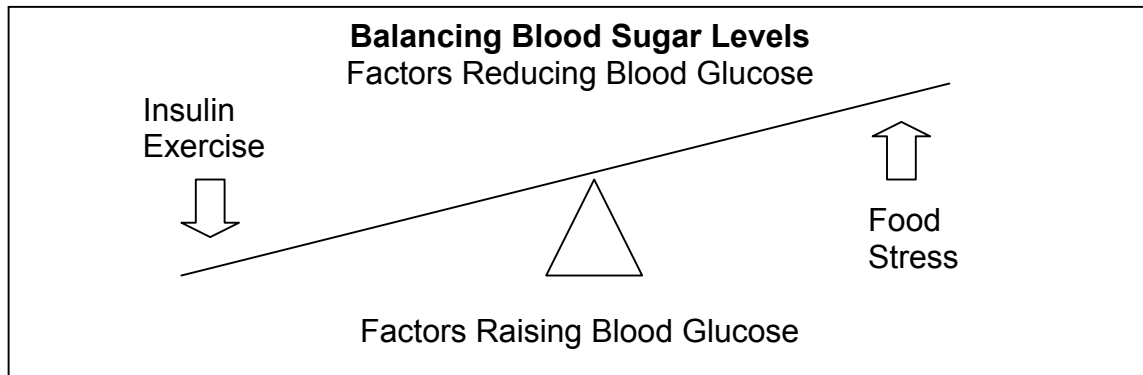 Balancing Blood Sugar Levels
Factors Reducing Blood Glucose
Insulin
Exercise
Food
Stress
Factors Raising Blood Glucose